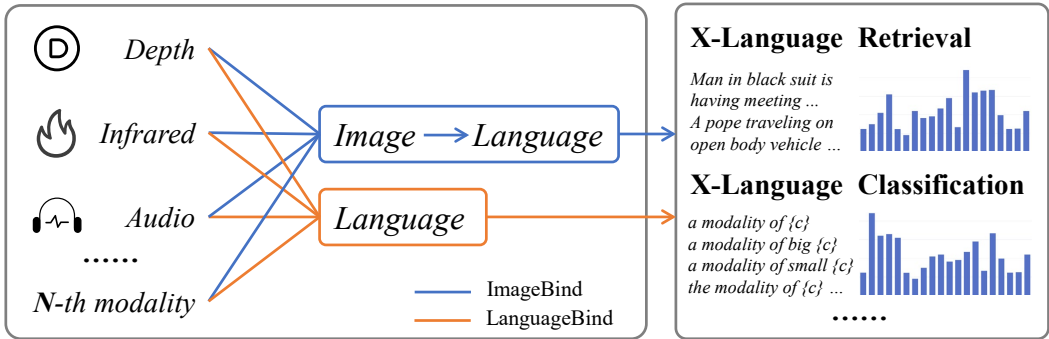 D
Depth
Infrared
Audio
......
N-th modality
Image
Language
Language
ImageBind
LanguageBind
X-Language Retrieval
Man in black suit is
having meeting ...
A pope traveling on
open body vehicle ...
X-Language Classification
a modality of {c}
a modality of big {c}
a modality of small {c}
the modality of {c} ...
......